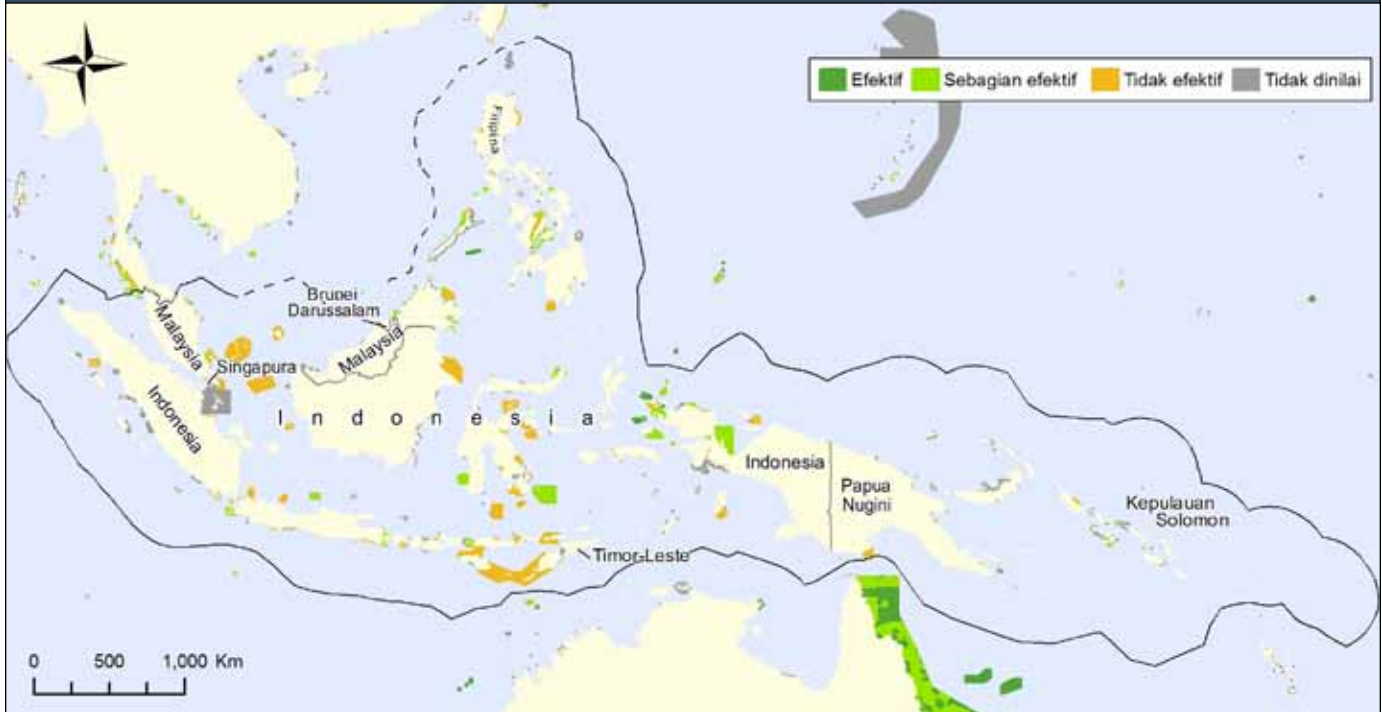 Efektif Sebagian efektif Tidak efektif Tidak dinilai
Filipina
Brunei
Darussalam
Malaysia
Malaysia
Singapura
Indonesia
Indonesia
Indonesia
Papua
Nugini
Kepulauan
Solomon
Timor-Leste
0 500 1,000 Km